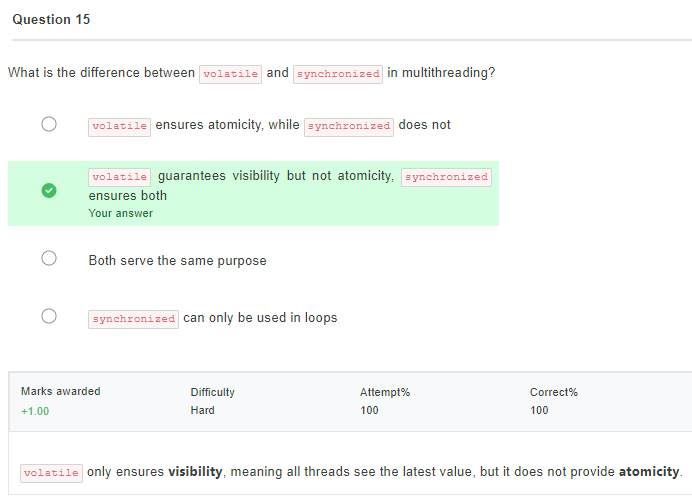 Question 15
What is the difference between volatile and synchronized in multithreading?
volatile ensures atomicity, while synchronized does not
volatile guarantees visibility but not atomicity, synchronized
ensures both
Your answer
Both serve the same purpose
synchronized can only be used in loops
Marks awarded Difficulty Attempt% Correct%
+1.00 Hard 100 100
volatile only ensures visibility, meaning all threads see the latest value, but it does not provide atomicity.